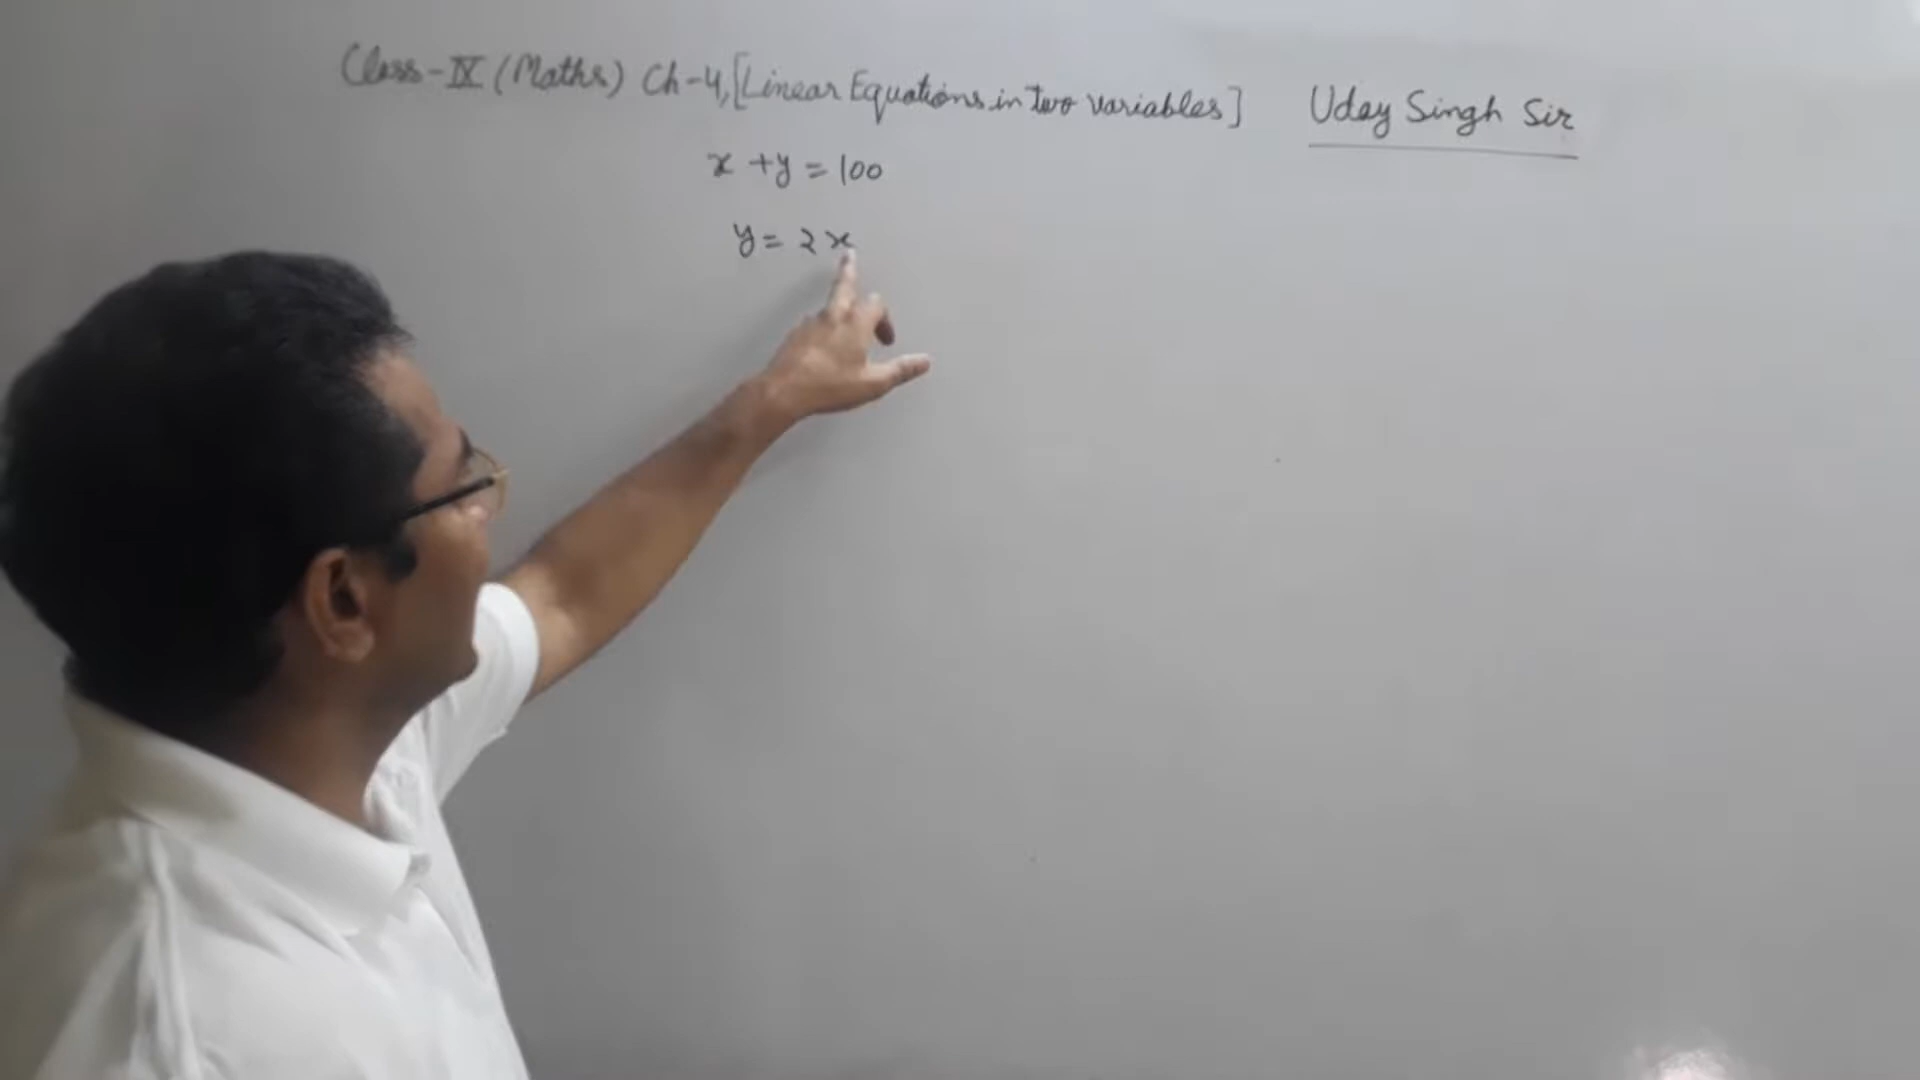 Class-IX (Maths) Ch-4, [Linear Equations in two variables] Uday Singh Sir
x + y = 100
y = 2x